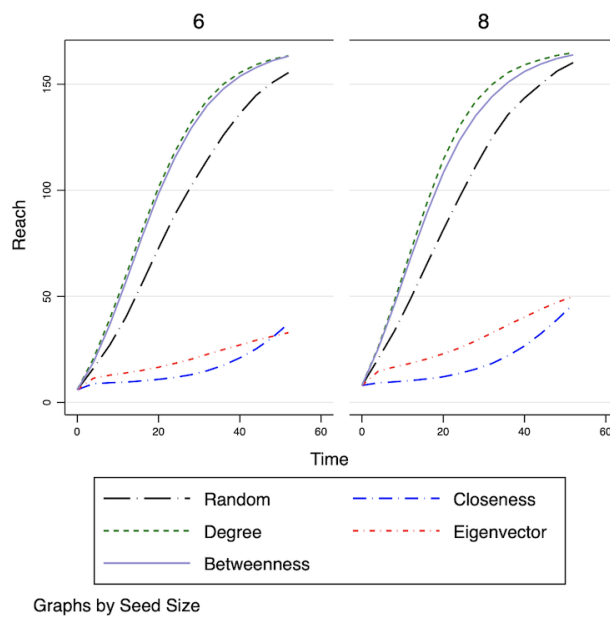 6 8
Reach
150
100
50
0
0 20 40 60 0 20 40 60
Time
Random Closeness
Degree Eigenvector
Betweenness
Graphs by Seed Size